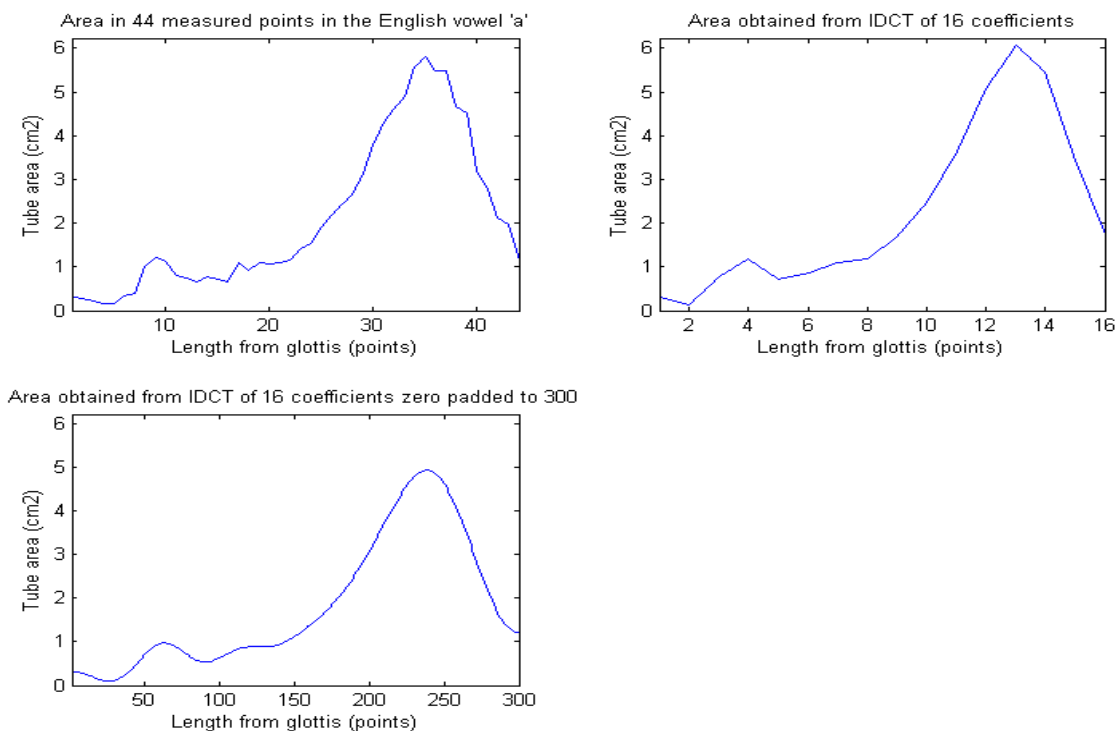 Area in 44 measured points in the English vowel 'a'
6
5
4
3
2
1
0
Tube area (cm2)
10 20 30 40
Length from glottis (points)
Area obtained from IDCT of 16 coefficients
6
5
4
3
2
1
0
Tube area (cm2)
2 4 6 8 10 12 14 16
Length from glottis (points)
Area obtained from IDCT of 16 coefficients zero padded to 300
6
5
4
3
2
1
0
Tube area (cm2)
50 100 150 200 250 300
Length from glottis (points)